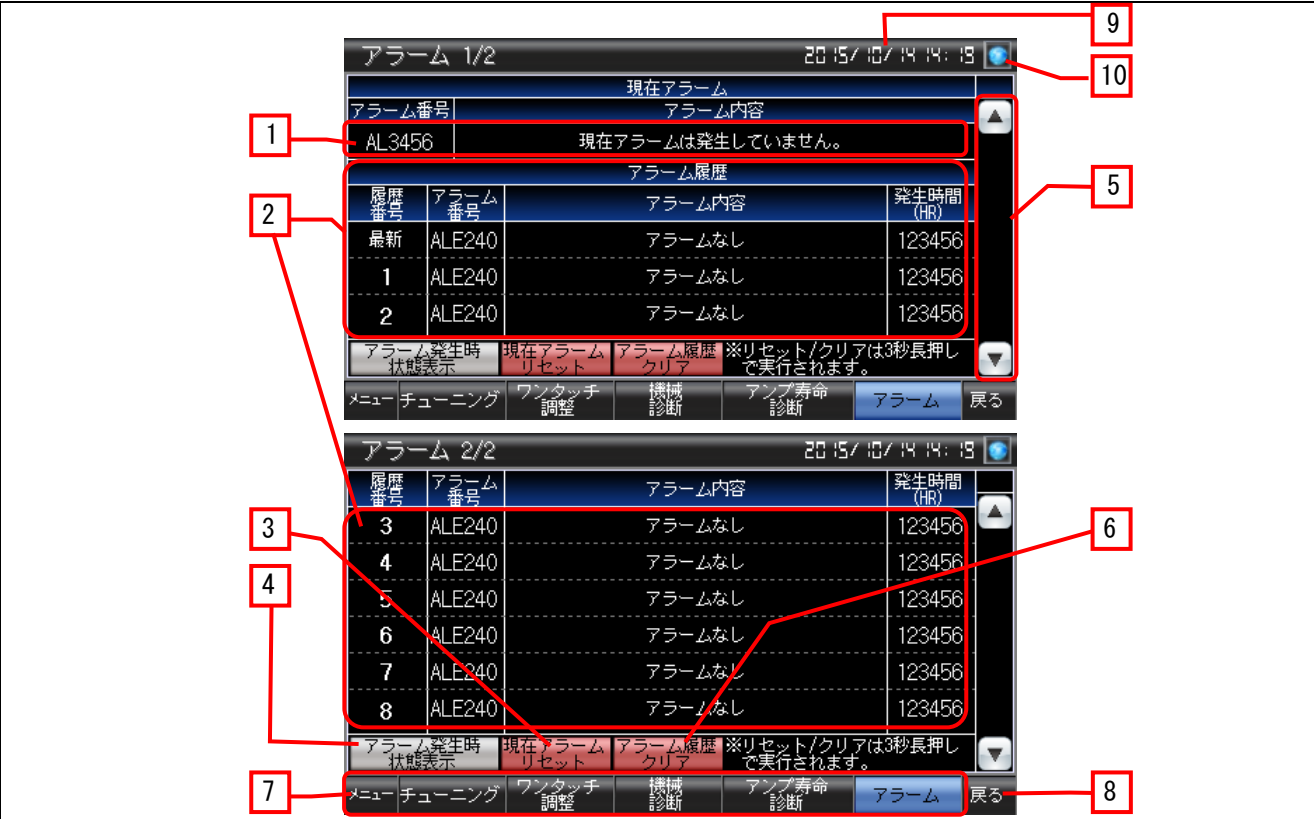 9
アラーム 1/2 2015/10/14 14:19
10
現在アラーム
アラーム番号 アラーム内容
1
AL3456 現在アラームは発生していません。
アラーム履歴
5
2
履歴番号 アラーム番号 アラーム内容 発生時間(HR)
最新 ALE240 アラームなし 123456
1 ALE240 アラームなし 123456
2 ALE240 アラームなし 123456
アラーム発生時状態表示 現在アラームリセット アラーム履歴クリア ※リセット/クリアは3秒長押しで実行されます。
メニュー チューニング ワンタッチ調整 機械診断 アンプ寿命診断 アラーム 戻る
アラーム 2/2 2015/10/14 14:19
履歴番号 アラーム番号 アラーム内容 発生時間(HR)
3
6
3 ALE240 アラームなし 123456
4 ALE240 アラームなし 123456
4
5 ALE240 アラームなし 123456
6 ALE240 アラームなし 123456
7 ALE240 アラームなし 123456
8 ALE240 アラームなし 123456
アラーム発生時状態表示 現在アラームリセット アラーム履歴クリア ※リセット/クリアは3秒長押しで実行されます。
7
メニュー チューニング ワンタッチ調整 機械診断 アンプ寿命診断 アラーム 戻る
8